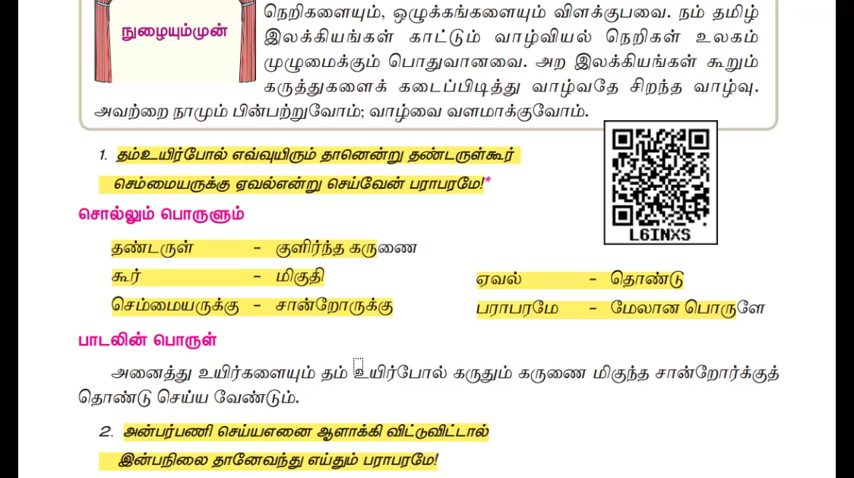 நெறிகளையும், ஒழுக்கங்களையும் விளக்குபவை. நம் தமிழ்
நுழையும்முன்
இலக்கியங்கள் காட்டும் வாழ்வியல் நெறிகள் உலகம்
முழுமைக்கும் பொதுவானவை. அற இலக்கியங்கள் கூறும்
கருத்துகளைக் கடைப்பிடித்து வாழ்வதே சிறந்த வாழ்வு.
அவற்றை நாமும் பின்பற்றுவோம்; வாழ்வை வளமாக்குவோம்.
1. தம்உயிர்போல் எவ்வுயிரும் தானென்று தண்டருள்கூர்
செம்மையருக்கு ஏவல்என்று செய்வேன் பராபரமே!*
L6INXS
சொல்லும் பொருளும்
தண்டருள் – குளிர்ந்த கருணை
கூர் – மிகுதி
ஏவல் – தொண்டு
செம்மையருக்கு – சான்றோருக்கு
பராபரமே – மேலான பொருளே
பாடலின் பொருள்
அனைத்து உயிர்களையும் தம் உயிர்போல் கருதும் கருணை மிகுந்த சான்றோர்க்குத்
தொண்டு செய்ய வேண்டும்.
2. அன்பர்பணி செய்யஎனை ஆளாக்கி விட்டுவிட்டால்
இன்பநிலை தானேவந்து எய்தும் பராபரமே!